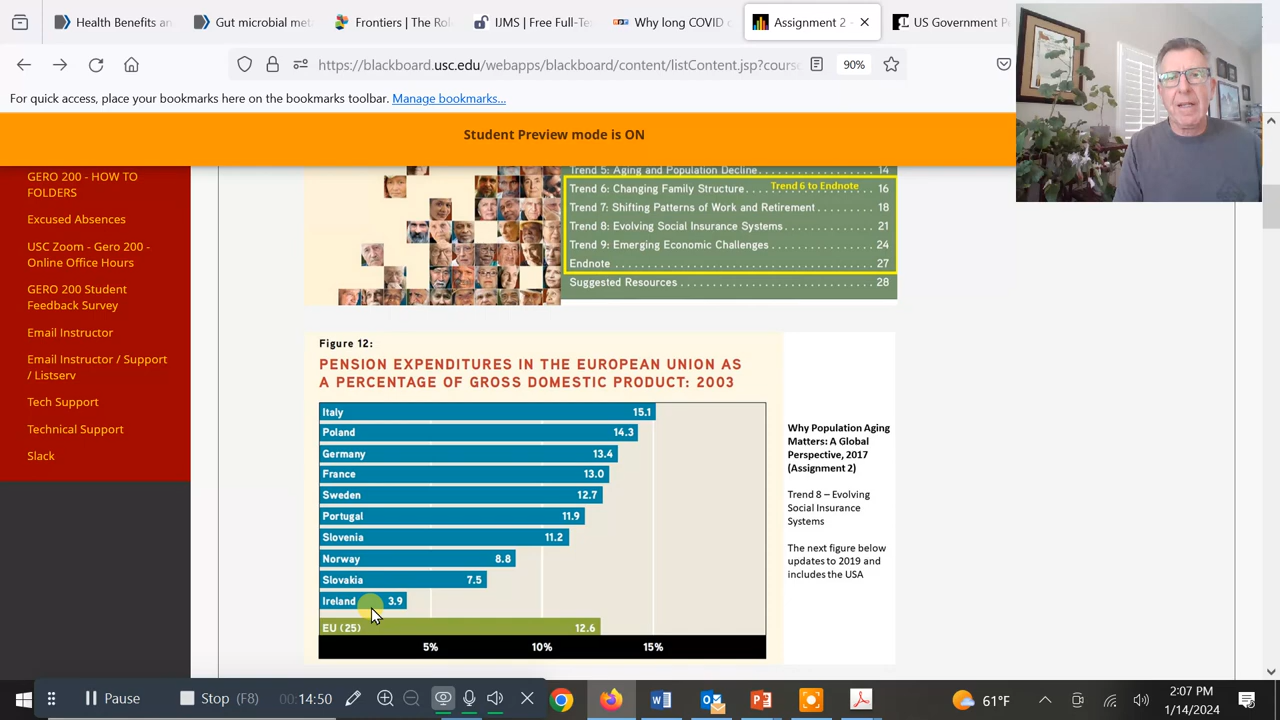 Health Benefits an
Gut microbial met
Frontiers | The Rol
IJMS | Free Full-Te
Why long COVID c
Assignment 2
US Government P
https://blackboard.usc.edu/webapps/blackboard/content/listContent.jsp?course
90%
For quick access, place your bookmarks here on the bookmarks toolbar. Manage bookmarks...
Student Preview mode is ON
GERO 200 - HOW TO
FOLDERS
Excused Absences
USC Zoom - Gero 200 -
Online Office Hours
GERO 200 Student
Feedback Survey
Email Instructor
Email Instructor / Support
/ Listserv
Tech Support
Technical Support
Slack
Trend 5: Aging and Population Decline 14
Trend 6: Changing Family Structure.... Trend 6 to Endnote 16
Trend 7: Shifting Patterns of Work and Retirement........ 18
Trend 8: Evolving Social Insurance Systems............. 21
Trend 9: Emerging Economic Challenges............... 24
Endnote..................................... 27
Suggested Resources........................... 28
Figure 12:
PENSION EXPENDITURES IN THE EUROPEAN UNION AS
A PERCENTAGE OF GROSS DOMESTIC PRODUCT: 2003
Italy 15.1
Poland 14.3
Germany 13.4
France 13.0
Sweden 12.7
Portugal 11.9
Slovenia 11.2
Norway 8.8
Slovakia 7.5
Ireland 3.9
EU (25) 12.6
5% 10% 15%
Why Population Aging
Matters: A Global
Perspective, 2017
(Assignment 2)
Trend 8 – Evolving
Social Insurance
Systems
The next figure below
updates to 2019 and
includes the USA
Pause
Stop (F8)
00:14:50
61°F
2:07 PM
1/14/2024